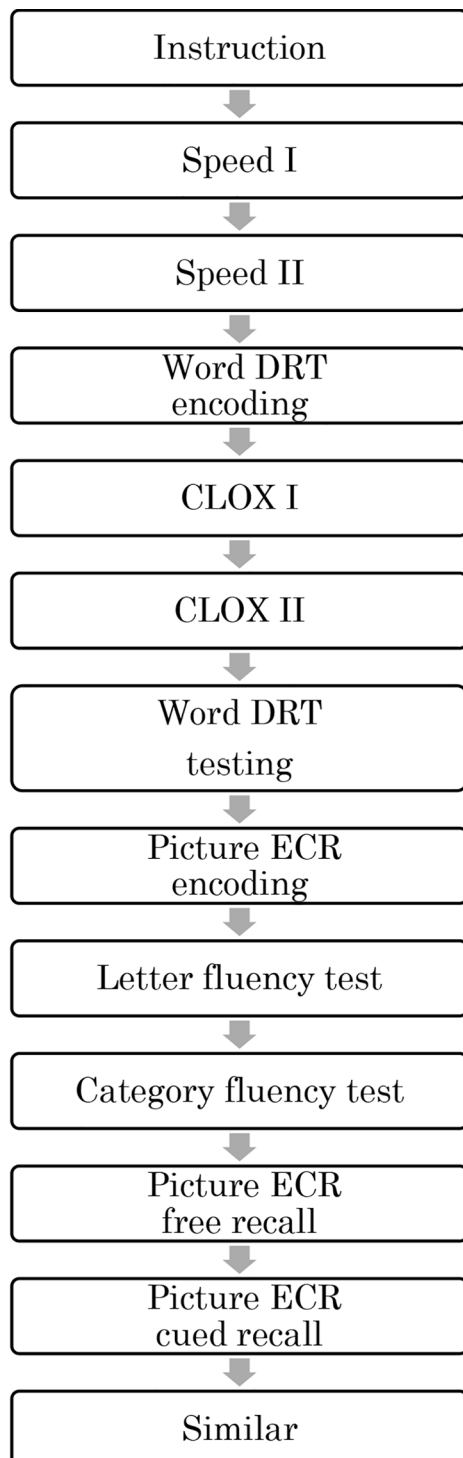 Instruction
Speed I
Speed II
Word DRT
encoding
CLOX I
CLOX II
Word DRT
testing
Picture ECR
encoding
Letter fluency test
Category fluency test
Picture ECR
free recall
Picture ECR
cued recall
Similar